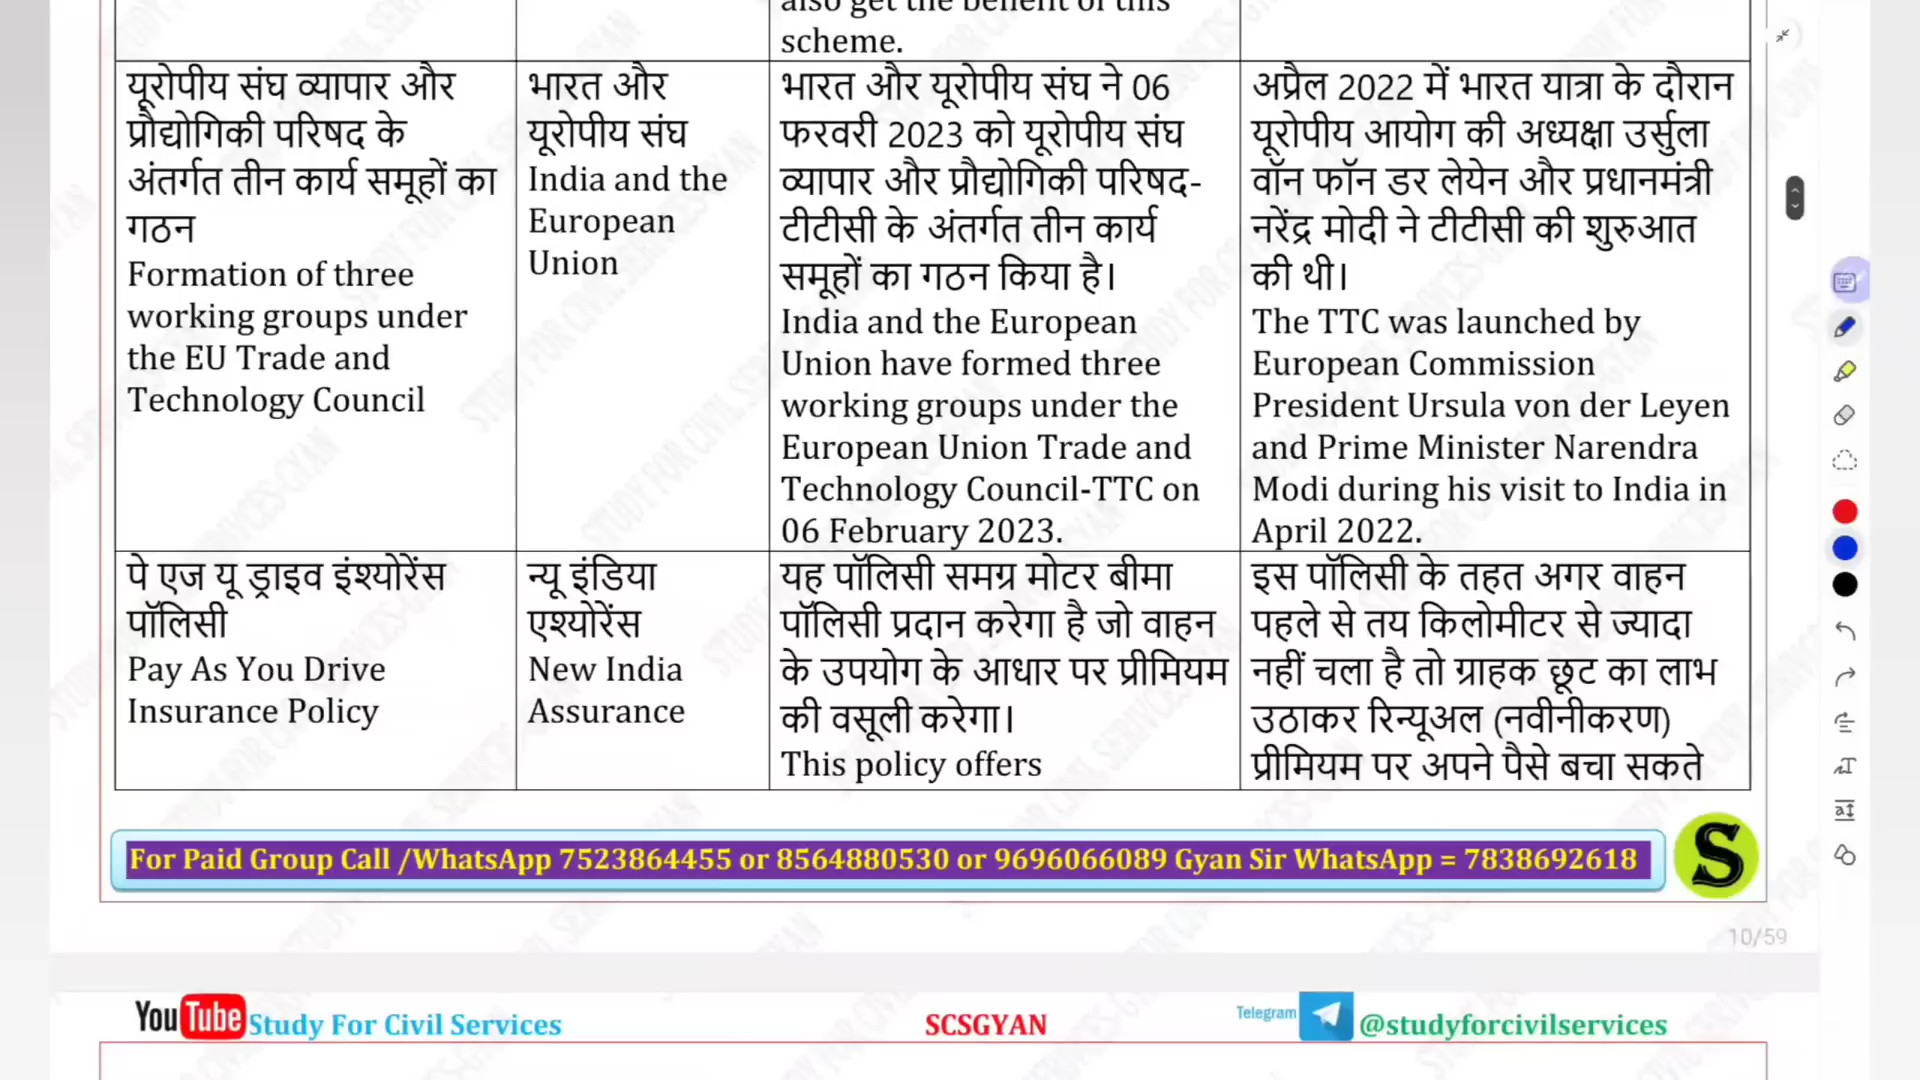 also get the benefit of this
scheme.
यूरोपीय संघ व्यापार और
प्रौद्योगिकी परिषद के
अंतर्गत तीन कार्य समूहों का
गठन
Formation of three
working groups under
the EU Trade and
Technology Council
भारत और
यूरोपीय संघ
India and the
European
Union
भारत और यूरोपीय संघ ने 06
फरवरी 2023 को यूरोपीय संघ
व्यापार और प्रौद्योगिकी परिषद-
टीटीसी के अंतर्गत तीन कार्य
समूहों का गठन किया है।
India and the European
Union have formed three
working groups under the
European Union Trade and
Technology Council-TTC on
06 February 2023.
अप्रैल 2022 में भारत यात्रा के दौरान
यूरोपीय आयोग की अध्यक्षा उर्सुला
वॉन फॉन डर लेयेन और प्रधानमंत्री
नरेंद्र मोदी ने टीटीसी की शुरुआत
की थी।
The TTC was launched by
European Commission
President Ursula von der Leyen
and Prime Minister Narendra
Modi during his visit to India in
April 2022.
पे एज यू ड्राइव इंश्योरेंस
पॉलिसी
Pay As You Drive
Insurance Policy
न्यू इंडिया
एश्योरेंस
New India
Assurance
यह पॉलिसी समग्र मोटर बीमा
पॉलिसी प्रदान करेगा है जो वाहन
के उपयोग के आधार पर प्रीमियम
की वसूली करेगा।
This policy offers
इस पॉलिसी के तहत अगर वाहन
पहले से तय किलोमीटर से ज्यादा
नहीं चला है तो ग्राहक छूट का लाभ
उठाकर रिन्यूअल (नवीनीकरण)
प्रीमियम पर अपने पैसे बचा सकते
For Paid Group Call /WhatsApp 7523864455 or 8564880530 or 9696066089 Gyan Sir WhatsApp = 7838692618
S
10/59
YouTube Study For Civil Services
SCSGYAN
Telegram @studyforcivilservices